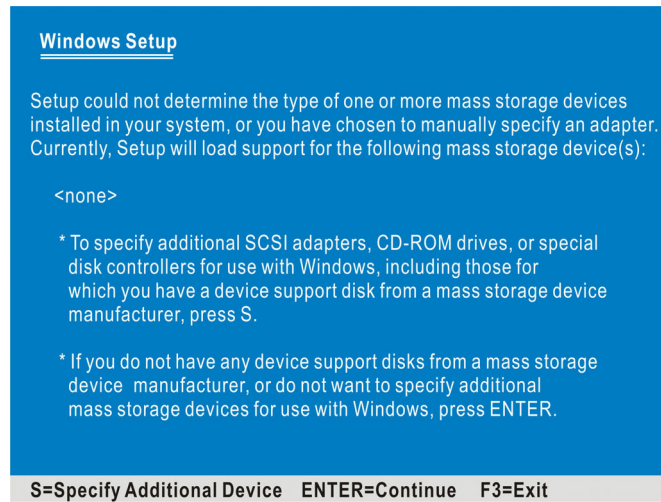 Windows Setup
Setup could not determine the type of one or more mass storage devices
installed in your system, or you have chosen to manually specify an adapter.
Currently, Setup will load support for the following mass storage device(s):
<none>
* To specify additional SCSI adapters, CD-ROM drives, or special
disk controllers for use with Windows, including those for
which you have a device support disk from a mass storage device
manufacturer, press S.
* If you do not have any device support disks from a mass storage
device manufacturer, or do not want to specify additional
mass storage devices for use with Windows, press ENTER.
S=Specify Additional Device ENTER=Continue F3=Exit